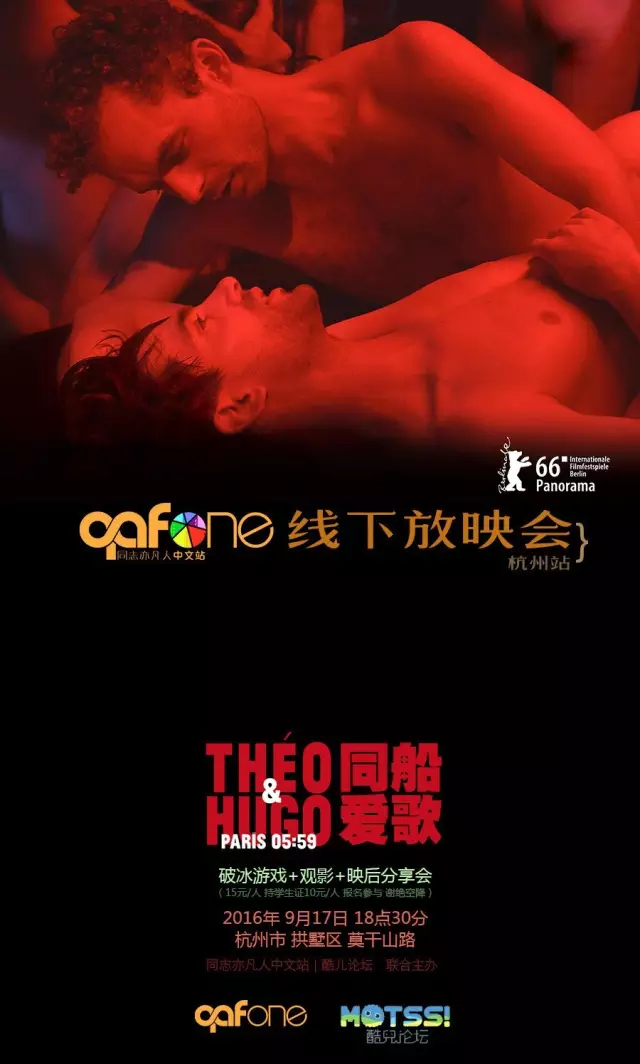 Berlinale
66 Internationale
Filmfestspiele
Berlin
Panorama
qafone 线下放映会}
同志亦凡人中文站
杭州站
THÉO 同船
&
HUGO 爱歌
PARIS 05:59
破冰游戏+观影+映后分享会
(15元/人 持学生证10元/人 报名参与 谢绝空降)
2016年 9月17日 18点30分
杭州市 拱墅区 莫干山路
同志亦凡人中文站|酷儿论坛 联合主办
qafone MOTSS!
酷兒论坛